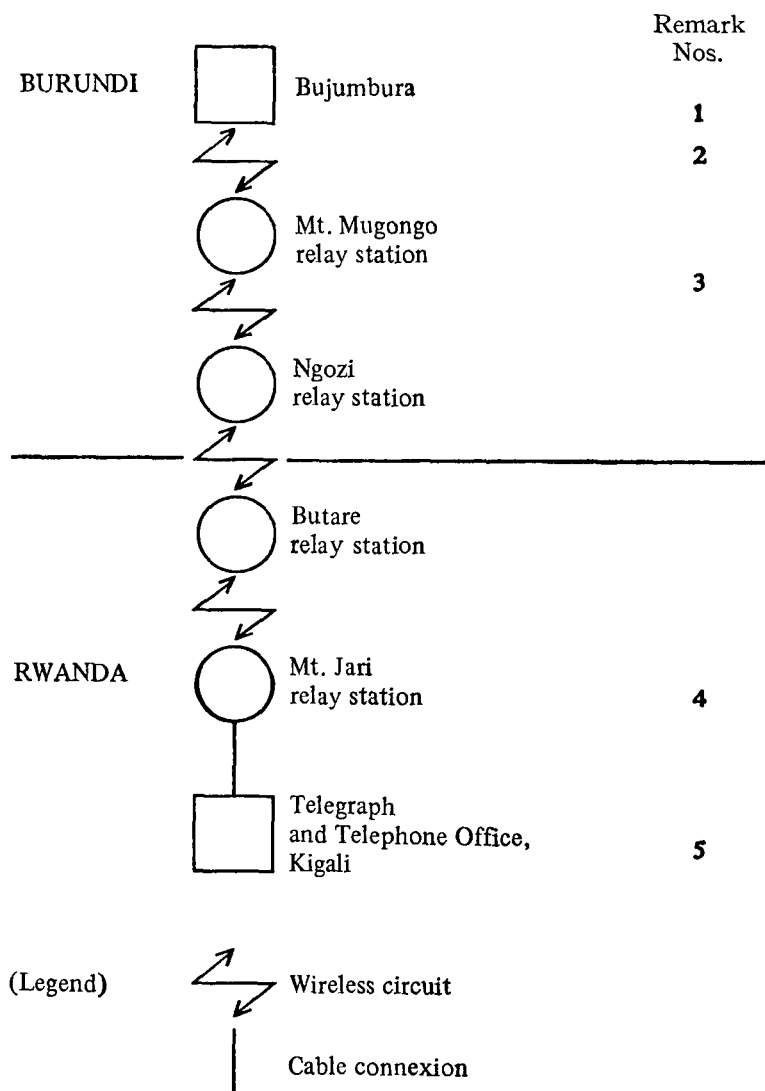 Remark
Nos.
BURUNDI
Bujumbura
1
2
Mt. Mugongo
relay station
3
Ngozi
relay station
Butare
relay station
RWANDA
Mt. Jari
relay station
4
Telegraph
and Telephone Office,
Kigali
5
(Legend)
Wireless circuit
Cable connexion